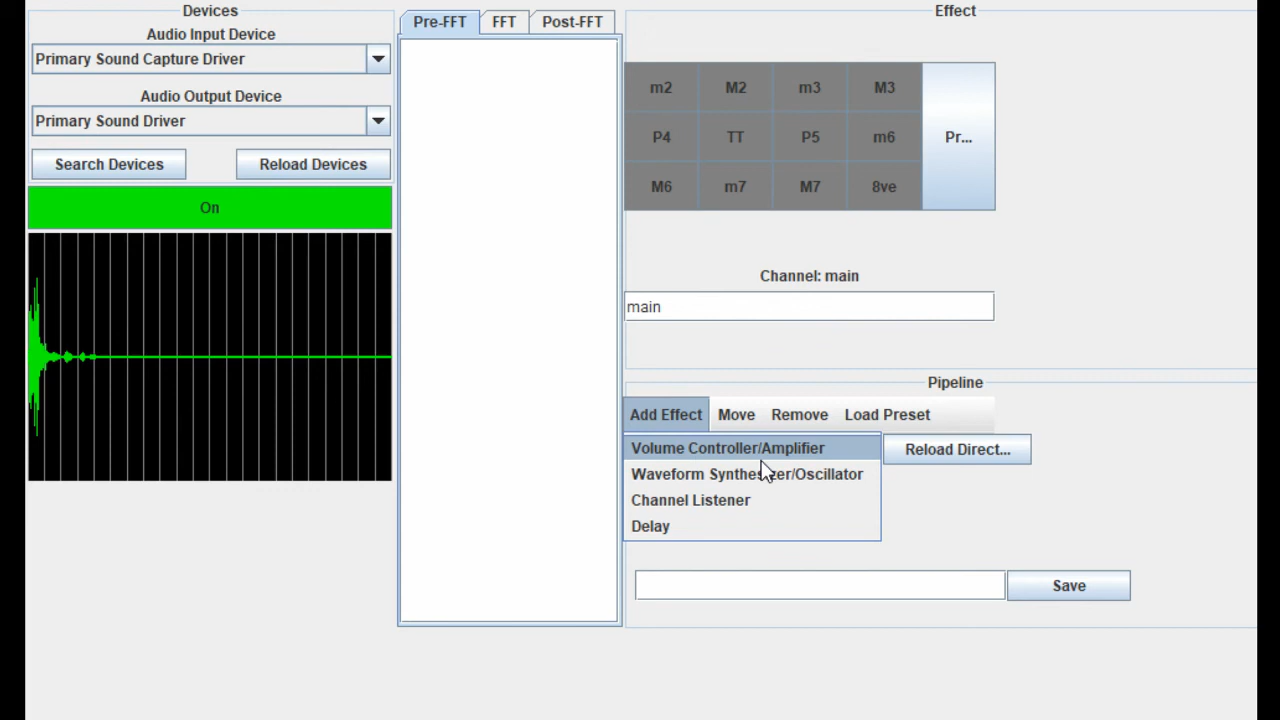 Devices
Audio Input Device
Primary Sound Capture Driver
Audio Output Device
Primary Sound Driver
Search Devices
Reload Devices
On
Pre-FFT FFT Post-FFT
Effect
m2 M2 m3 M3
P4 TT P5 m6
M6 m7 M7 8ve
Pr...
Channel: main
main
Pipeline
Add Effect Move Remove Load Preset
Volume Controller/Amplifier
Waveform Synthesizer/Oscillator
Channel Listener
Delay
Reload Direct...
Save